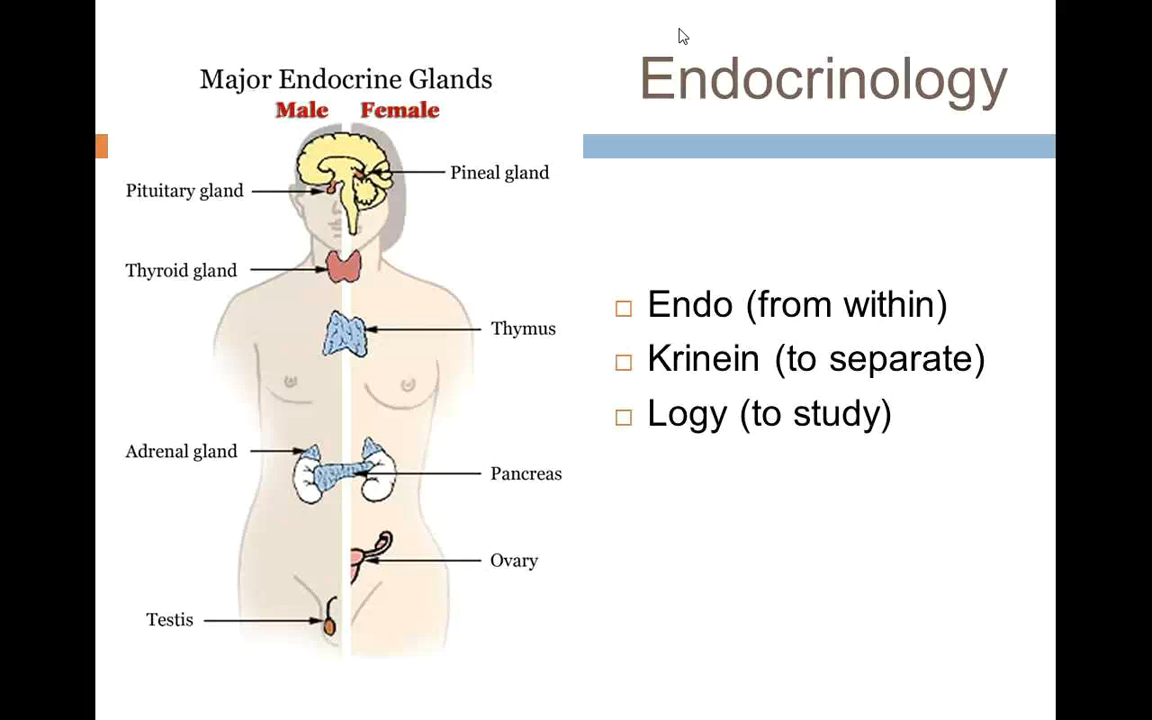 Major Endocrine Glands
Male Female
Pituitary gland
Pineal gland
Thyroid gland
Thymus
Adrenal gland
Pancreas
Ovary
Testis
Endocrinology
Endo (from within)
Krinein (to separate)
Logy (to study)